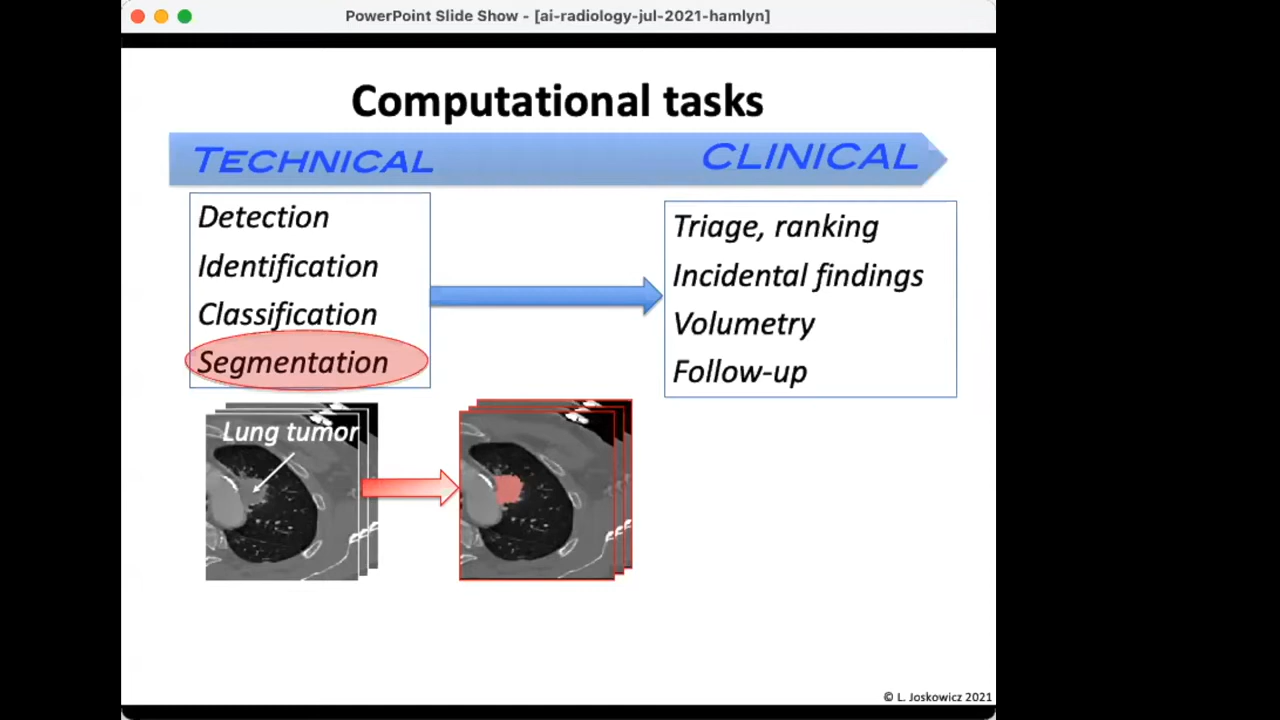 PowerPoint Slide Show - [ai-radiology-jul-2021-hamlyn]
Computational tasks
TECHNICAL
CLINICAL
Detection
Identification
Classification
Segmentation
Triage, ranking
Incidental findings
Volumetry
Follow-up
Lung tumor
© L. Joskowicz 2021